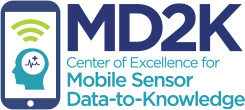 MD2K
Center of Excellence for
Mobile Sensor
Data-to-Knowledge